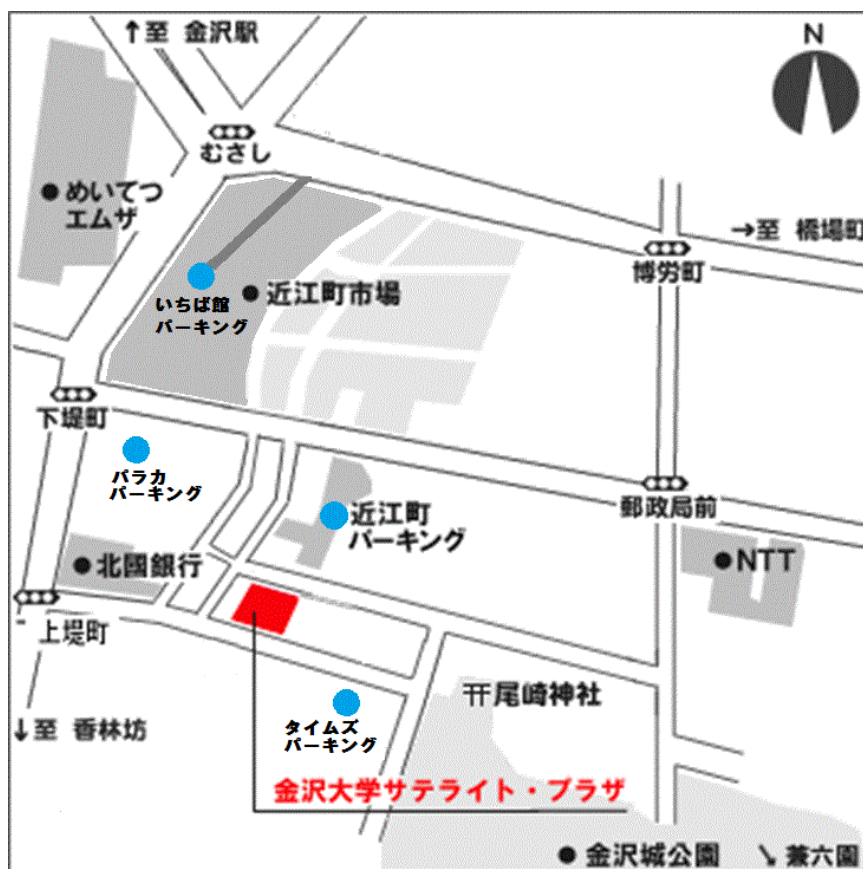 ↑至 金沢駅
N
むさし
めいてつ
エムザ
→至 橋場町
博労町
いちば館
パーキング
近江町市場
下堤町
パラカ
パーキング
近江町
パーキング
郵政局前
北國銀行
NTT
上堤町
尾崎神社
↓至 香林坊
タイムズ
パーキング
金沢大学サテライト・プラザ
金沢城公園
↘ 兼六園